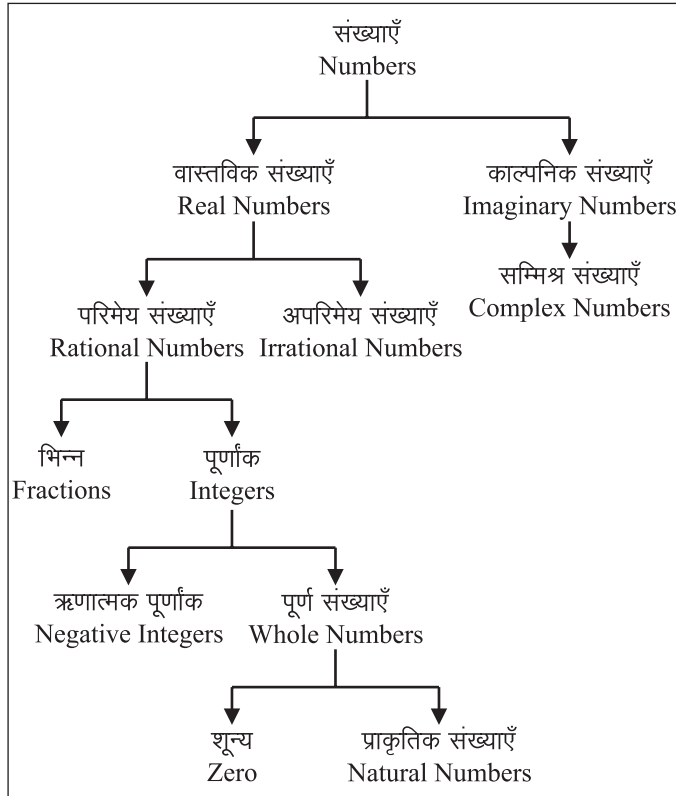 संख्याएँ
Numbers
वास्तविक संख्याएँ
Real Numbers
काल्पनिक संख्याएँ
Imaginary Numbers
सम्मिश्र संख्याएँ
Complex Numbers
परिमेय संख्याएँ
Rational Numbers
अपरिमेय संख्याएँ
Irrational Numbers
भिन्न
Fractions
पूर्णांक
Integers
ऋणात्मक पूर्णांक
Negative Integers
पूर्ण संख्याएँ
Whole Numbers
शून्य
Zero
प्राकृतिक संख्याएँ
Natural Numbers